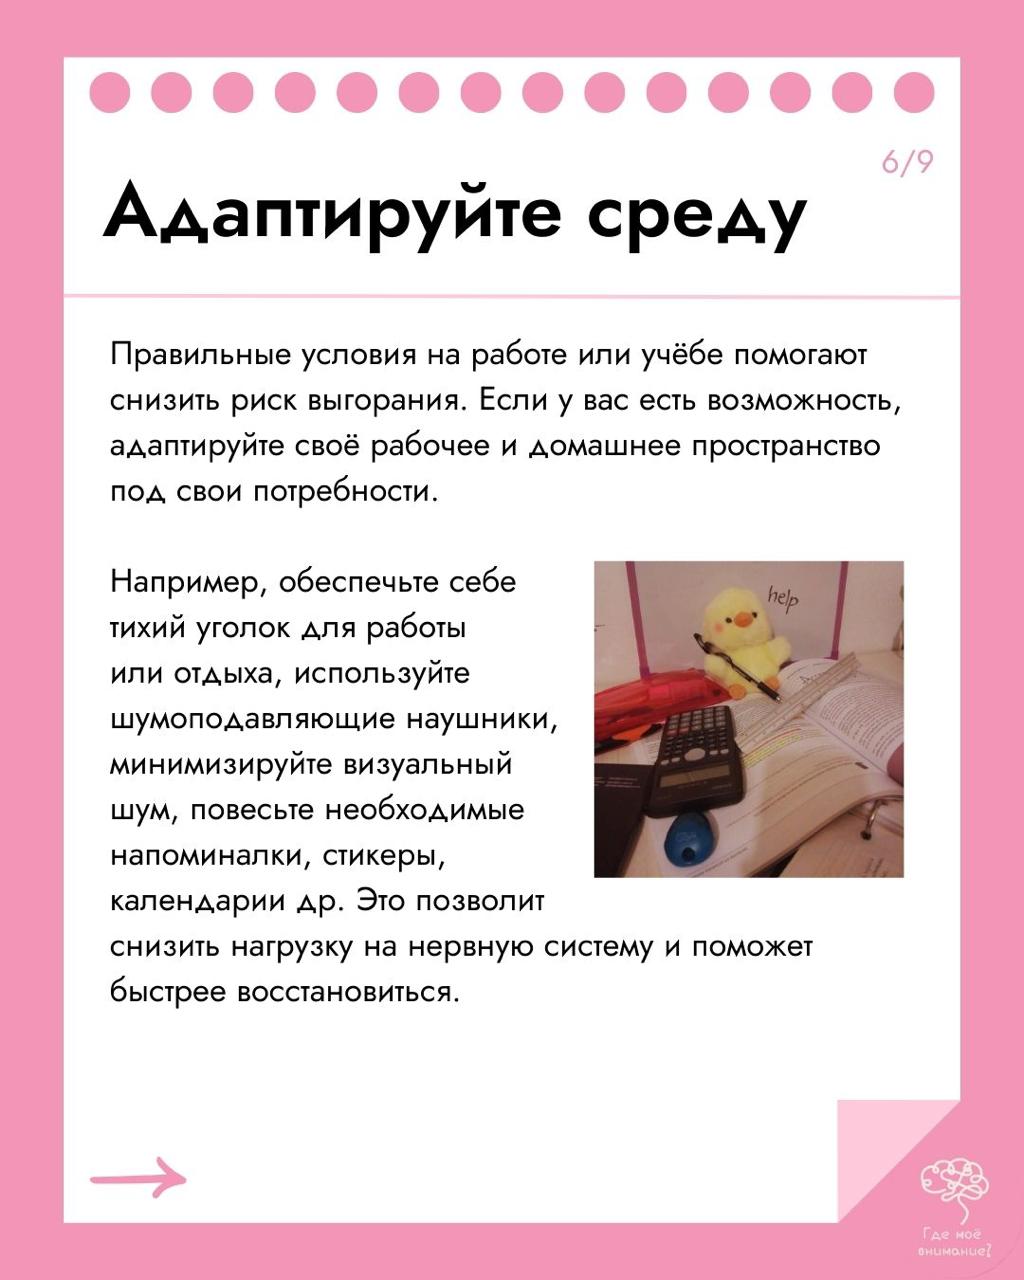 6/9
Адаптируйте среду
Правильные условия на работе или учёбе помогают
снизить риск выгорания. Если у вас есть возможность,
адаптируйте своё рабочее и домашнее пространство
под свои потребности.
Например, обеспечьте себе
тихий уголок для работы
или отдыха, используйте
шумоподавляющие наушники,
минимизируйте визуальный
шум, повесьте необходимые
напоминалки, стикеры,
календарии др. Это позволит
снизить нагрузку на нервную систему и поможет
быстрее восстановиться.
help
Где моё
внимание?